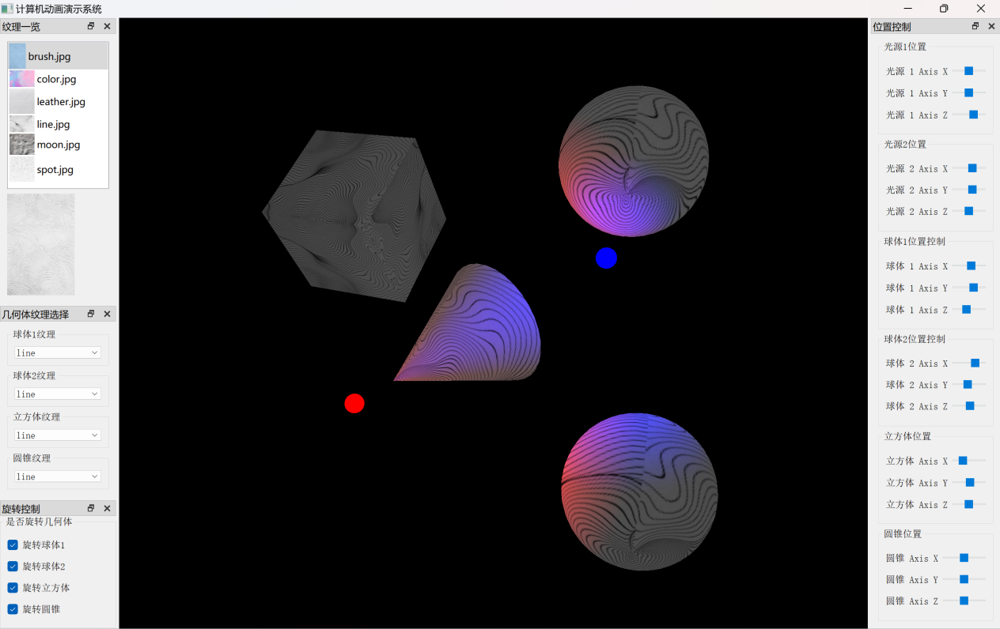 计算机动画演示系统
纹理一览
brush.jpg
color.jpg
leather.jpg
line.jpg
moon.jpg
spot.jpg
几何体纹理选择
球体1纹理
line
球体2纹理
line
立方体纹理
line
圆锥纹理
line
旋转控制
是否旋转几何体
旋转球体1
旋转球体2
旋转立方体
旋转圆锥
位置控制
光源1位置
光源 1 Axis X
光源 1 Axis Y
光源 1 Axis Z
光源2位置
光源 2 Axis X
光源 2 Axis Y
光源 2 Axis Z
球体1位置控制
球体 1 Axis X
球体 1 Axis Y
球体 1 Axis Z
球体2位置控制
球体 2 Axis X
球体 2 Axis Y
球体 2 Axis Z
立方体位置
立方体 Axis X
立方体 Axis Y
立方体 Axis Z
圆锥位置
圆锥 Axis X
圆锥 Axis Y
圆锥 Axis Z